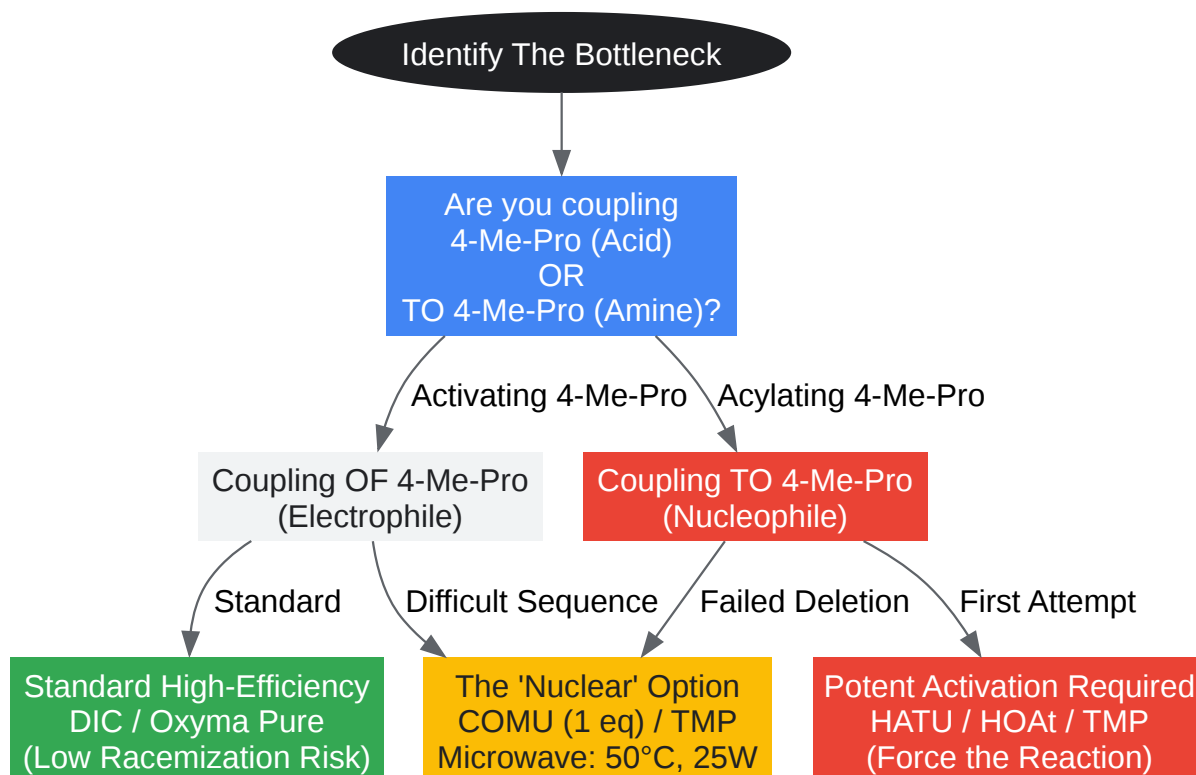 Identify The Bottleneck
Are you coupling
4-Me-Pro (Acid)
OR
TO 4-Me-Pro (Amine)?
Activating 4-Me-Pro
Acylating 4-Me-Pro
Coupling OF 4-Me-Pro
(Electrophile)
Coupling TO 4-Me-Pro
(Nucleophile)
Standard
Difficult Sequence
Failed Deletion
First Attempt
Standard High-Efficiency
DIC / Oxyma Pure
(Low Racemization Risk)
The 'Nuclear' Option
COMU (1 eq) / TMP
Microwave: 50°C, 25W
Potent Activation Required
HATU / HOAt / TMP
(Force the Reaction)